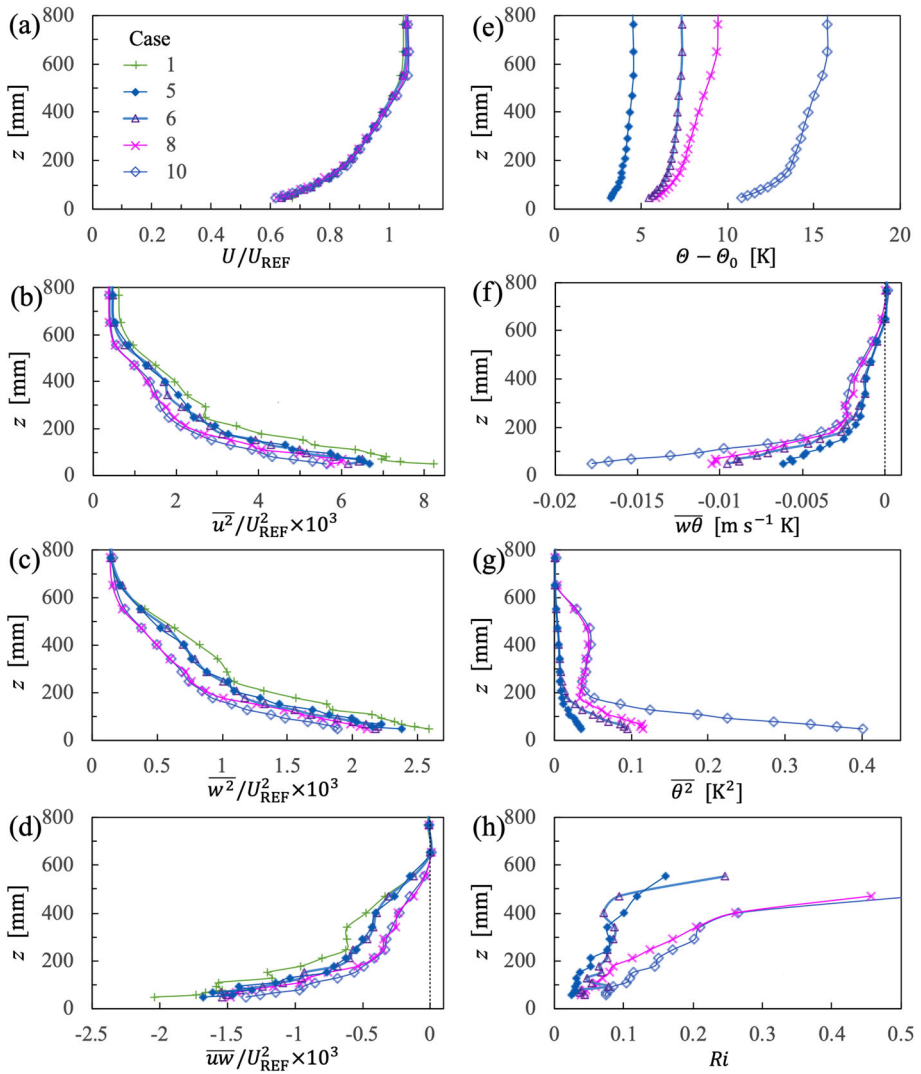 (a)
800
600
400
200
0
z [mm]
Case
1
5
6
8
10
0 0.2 0.4 0.6 0.8 1
U/U_REF
(e)
800
600
400
200
0
z [mm]
0 5 10 15 20
Θ − Θ₀ [K]
(b)
800
600
400
200
0
z [mm]
0 2 4 6 8
u̅²̅/U²_REF×10³
(f)
800
600
400
200
0
z [mm]
-0.02 -0.015 -0.01 -0.005 0
w̅θ̅ [m s⁻¹ K]
(c)
800
600
400
200
0
z [mm]
0 0.5 1 1.5 2 2.5
w̅²̅/U²_REF×10³
(g)
800
600
400
200
0
z [mm]
0 0.1 0.2 0.3 0.4
θ̅²̅ [K²]
(d)
800
600
400
200
0
z [mm]
-2.5 -2 -1.5 -1 -0.5 0
u̅w̅/U²_REF×10³
(h)
800
600
400
200
0
z [mm]
0 0.1 0.2 0.3 0.4 0.5
Ri